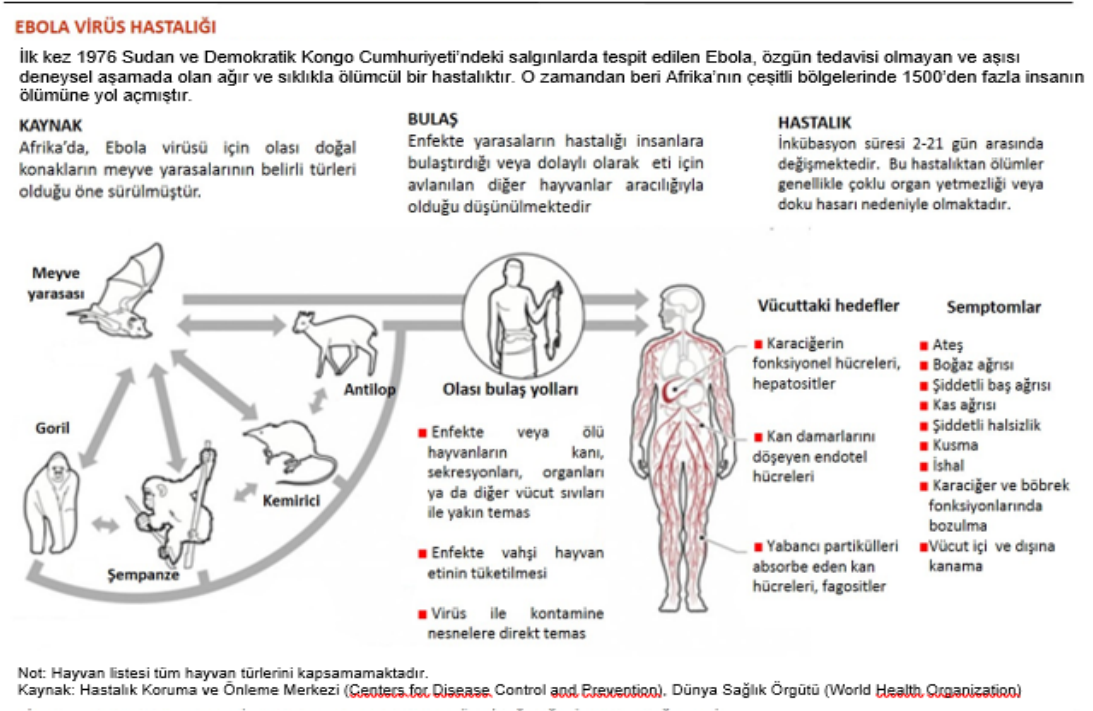 EBOLA VİRÜS HASTALIĞI
İlk kez 1976 Sudan ve Demokratik Kongo Cumhuriyeti'ndeki salgınlarda tespit edilen Ebola, özgün tedavisi olmayan ve aşısı
deneysel aşamada olan ağır ve sıklıkla ölümcül bir hastalıktır. O zamandan beri Afrika'nın çeşitli bölgelerinde 1500'den fazla insanın
ölümüne yol açmıştır.
KAYNAK
Afrika'da, Ebola virüsü için olası doğal
konakların meyve yarasalarının belirli türleri
olduğu öne sürülmüştür.
BULAŞ
Enfekte yarasaların hastalığı insanlara
bulaştırdığı veya dolaylı olarak eti için
avlanılan diğer hayvanlar aracılığıyla
olduğu düşünülmektedir
HASTALIK
İnkübasyon süresi 2-21 gün arasında
değişmektedir. Bu hastalıktan ölümler
genellikle çoklu organ yetmezliği veya
doku hasarı nedeniyle olmaktadır.
Meyve
yarasası
Antilop
Goril
Kemirici
Şempanze
Olası bulaş yolları
Enfekte veya ölü
hayvanların kanı,
sekresyonları, organları
ya da diğer vücut sıvıları
ile yakın temas
Enfekte vahşi hayvan
etinin tüketilmesi
Virüs ile kontamine
nesnelere direkt temas
Vücuttaki hedefler
Karaciğerin
fonksiyonel hücreleri,
hepatositler
Kan damarlarını
döşeyen endotel
hücreleri
Yabancı partikülleri
absorbe eden kan
hücreleri, fagositler
Semptomlar
Ateş
Boğaz ağrısı
Şiddetli baş ağrısı
Kas ağrısı
Şiddetli halsizlik
Kusma
İshal
Karaciğer ve böbrek
fonksiyonlarında
bozulma
Vücut içi ve dışına
kanama
Not: Hayvan listesi tüm hayvan türlerini kapsamamaktadır.
Kaynak: Hastalık Koruma ve Önleme Merkezi (Centers for Disease Control and Prevention), Dünya Sağlık Örgütü (World Health Organization)